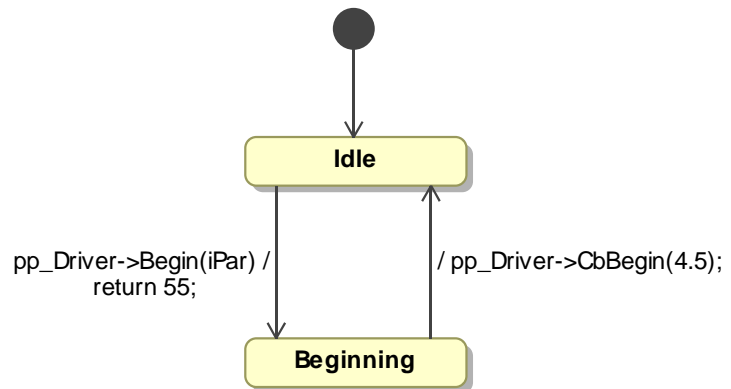 Idle
pp_Driver->Begin(iPar) /
return 55;
/ pp_Driver->CbBegin(4.5);
Beginning